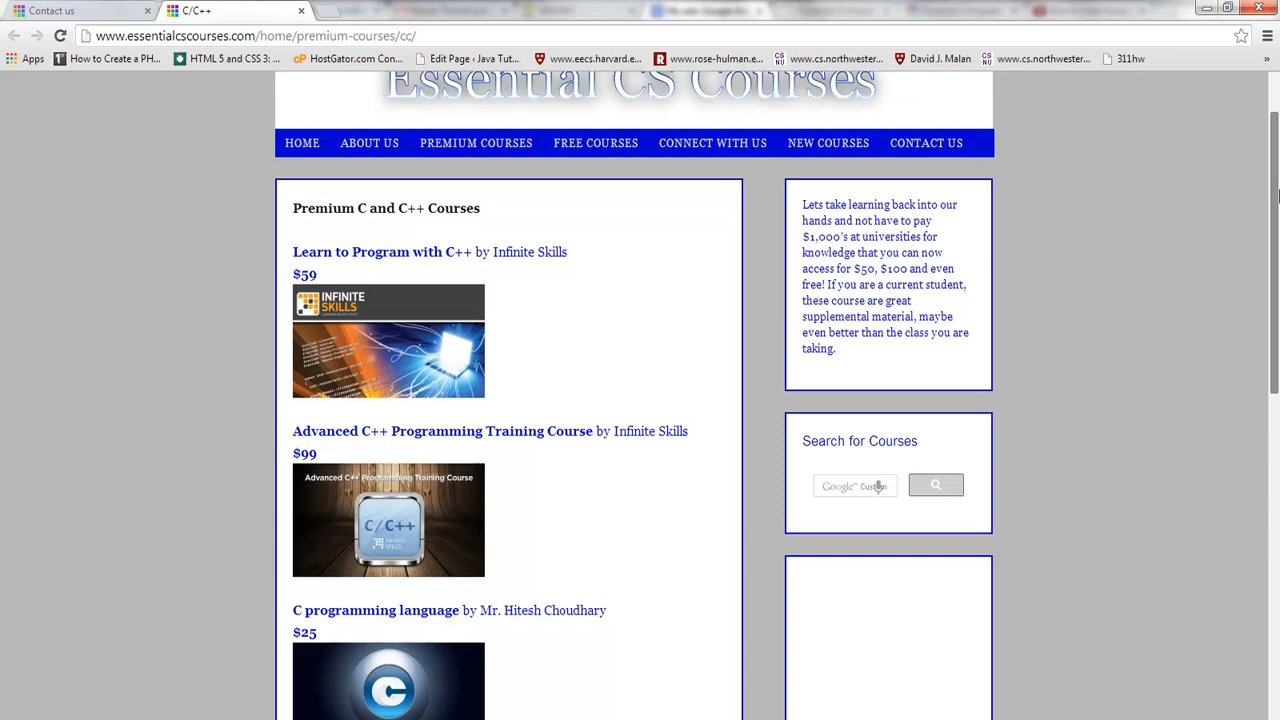 Contact us
C/C++
www.essentialcscourses.com/home/premium-courses/cc/
Apps
How to Create a PH...
HTML 5 and CSS 3: ...
HostGator.com Con...
Edit Page ‹ Java Tut...
www.eecs.harvard.e...
www.rose-hulman.e...
www.cs.northwester...
David J. Malan
www.cs.northwester...
311hw
»
Essential CS Courses
HOME ABOUT US PREMIUM COURSES FREE COURSES CONNECT WITH US NEW COURSES CONTACT US
Premium C and C++ Courses
Learn to Program with C++ by Infinite Skills
$59
INFINITE
SKILLS
Advanced C++ Programming Training Course by Infinite Skills
$99
Advanced C++ Programming Training Course
C/C++
INFINITE
SKILLS
C programming language by Mr. Hitesh Choudhary
$25
C
Lets take learning back into our
hands and not have to pay
$1,000's at universities for
knowledge that you can now
access for $50, $100 and even
free! If you are a current student,
these course are great
supplemental material, maybe
even better than the class you are
taking.
Search for Courses
Google™ Custom